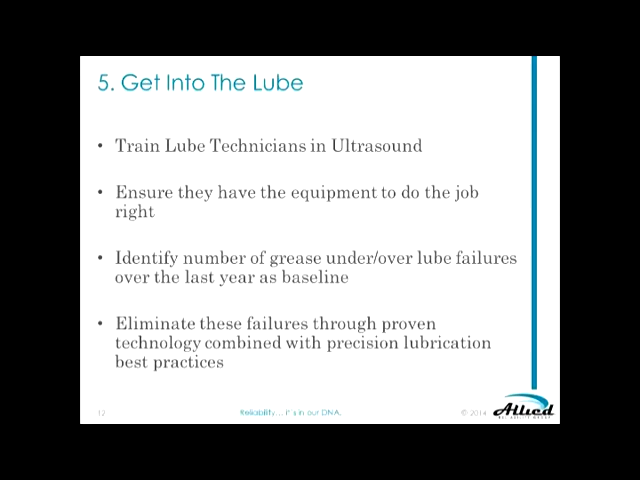 5. Get Into The Lube
• Train Lube Technicians in Ultrasound
• Ensure they have the equipment to do the job
right
• Identify number of grease under/over lube failures
over the last year as baseline
• Eliminate these failures through proven
technology combined with precision lubrication
best practices
12
Reliability... it's in our DNA.
© 2014
Allied